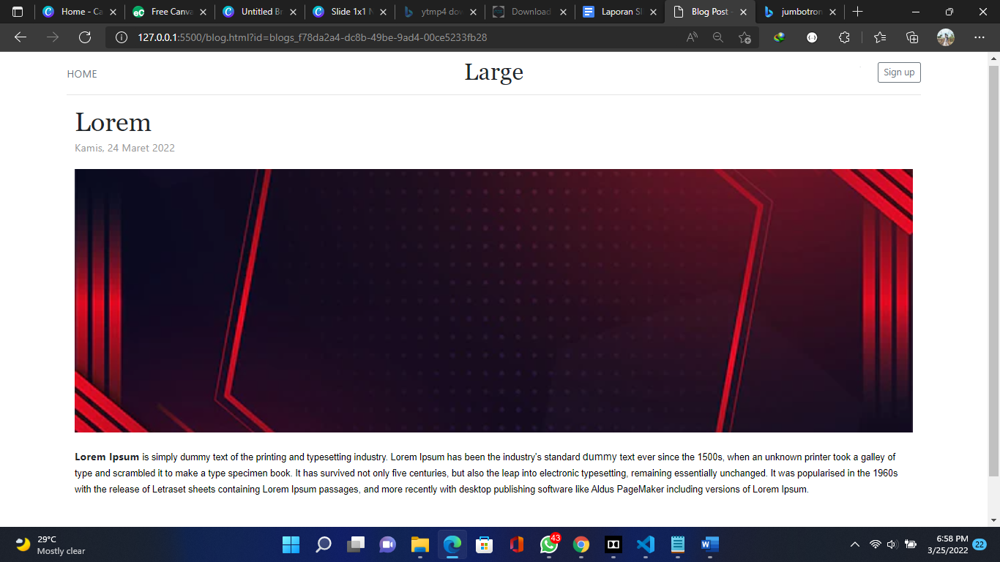 Home - Ca
Free Canva
Untitled Br
Slide 1x1 N
ytmp4 dow
Download
Laporan Sl
Blog Post -
jumbotron
127.0.0.1:5500/blog.html?id=blogs_f78da2a4-dc8b-49be-9ad4-00ce5233fb28
HOME
Large
Sign up
Lorem
Kamis, 24 Maret 2022
Lorem Ipsum is simply dummy text of the printing and typesetting industry. Lorem Ipsum has been the industry's standard dummy text ever since the 1500s, when an unknown printer took a galley of
type and scrambled it to make a type specimen book. It has survived not only five centuries, but also the leap into electronic typesetting, remaining essentially unchanged. It was popularised in the 1960s
with the release of Letraset sheets containing Lorem Ipsum passages, and more recently with desktop publishing software like Aldus PageMaker including versions of Lorem Ipsum.
29°C
Mostly clear
43
6:58 PM
3/25/2022
22